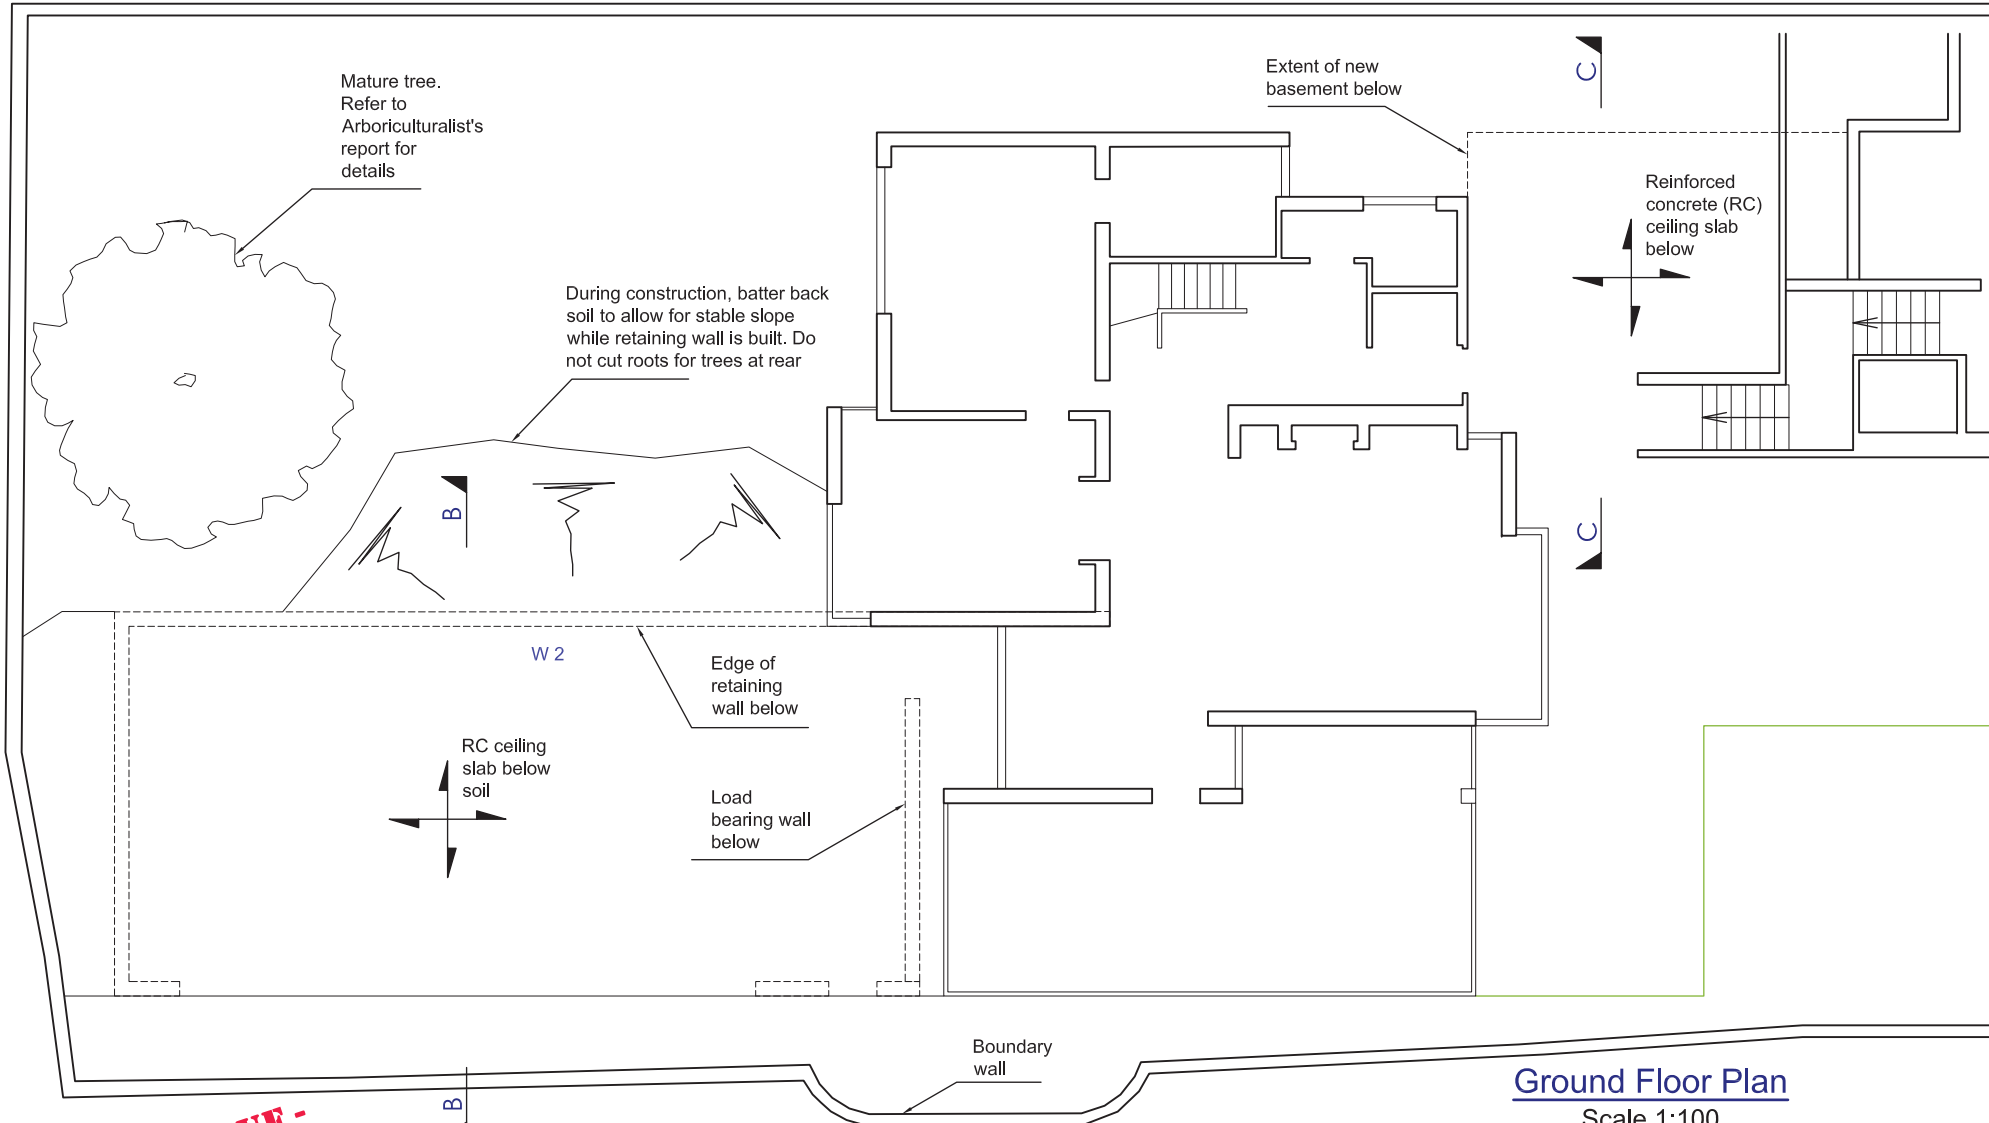 Mature tree.
Refer to
Arboriculturalist's
report for
details
Extent of new
basement below
C
Reinforced
concrete (RC)
ceiling slab
below
During construction, batter back
soil to allow for stable slope
while retaining wall is built. Do
not cut roots for trees at rear
B
C
W 2
Edge of
retaining
wall below
RC ceiling
slab below
soil
Load
bearing wall
below
Boundary
wall
B
Ground Floor Plan
Scale 1:100